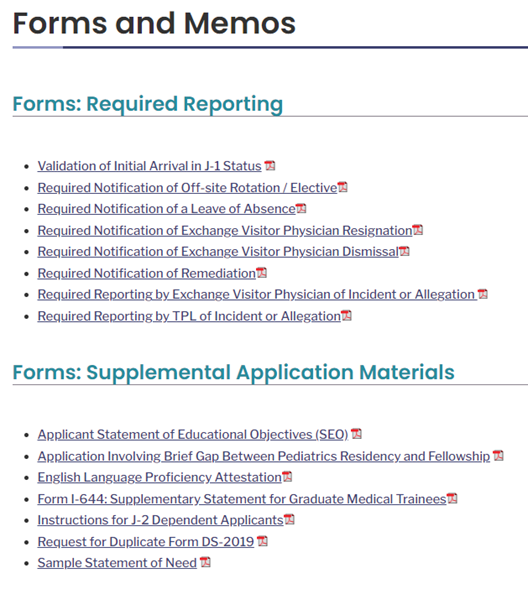 Forms and Memos
Forms: Required Reporting
Validation of Initial Arrival in J-1 Status
Required Notification of Off-site Rotation / Elective
Required Notification of a Leave of Absence
Required Notification of Exchange Visitor Physician Resignation
Required Notification of Exchange Visitor Physician Dismissal
Required Notification of Remediation
Required Reporting by Exchange Visitor Physician of Incident or Allegation
Required Reporting by TPL of Incident or Allegation
Forms: Supplemental Application Materials
Applicant Statement of Educational Objectives (SEO)
Application Involving Brief Gap Between Pediatrics Residency and Fellowship
English Language Proficiency Attestation
Form I-644: Supplementary Statement for Graduate Medical Trainees
Instructions for J-2 Dependent Applicants
Request for Duplicate Form DS-2019
Sample Statement of Need